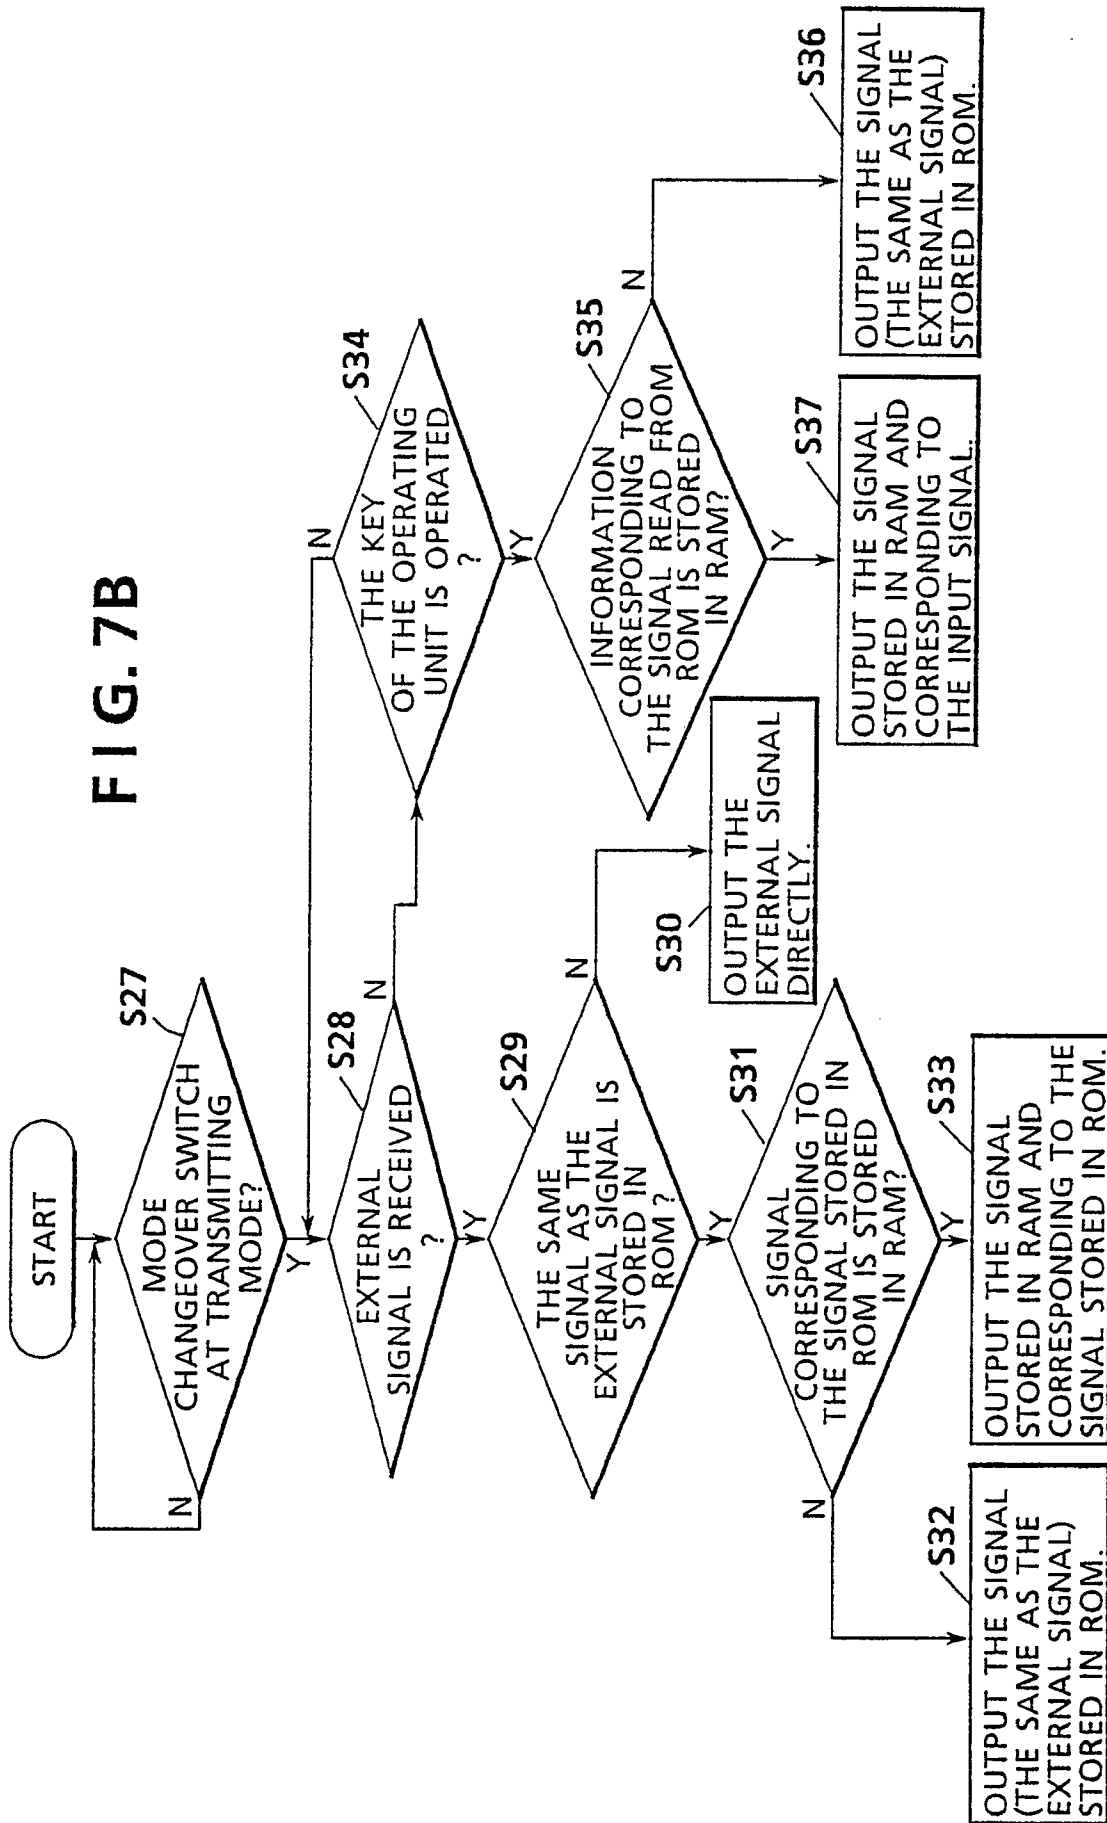 FIG. 7B
START
S27
MODE
CHANGEOVER SWITCH
AT TRANSMITTING
MODE?
N
Y
S28
EXTERNAL
SIGNAL IS RECEIVED
?
N
Y
S29
THE SAME
SIGNAL AS THE
EXTERNAL SIGNAL IS
STORED IN
ROM?
N
Y
S30
OUTPUT THE
EXTERNAL SIGNAL
DIRECTLY.
S31
SIGNAL
CORRESPONDING TO
THE SIGNAL STORED IN
ROM IS STORED
IN RAM?
N
Y
S32
OUTPUT THE SIGNAL
(THE SAME AS THE
EXTERNAL SIGNAL)
STORED IN ROM.
S33
OUTPUT THE SIGNAL
STORED IN RAM AND
CORRESPONDING TO THE
SIGNAL STORED IN ROM.
S34
THE KEY
OF THE OPERATING
UNIT IS OPERATED
?
N
Y
S35
INFORMATION
CORRESPONDING TO
THE SIGNAL READ FROM
ROM IS STORED
IN RAM?
N
Y
S36
OUTPUT THE SIGNAL
(THE SAME AS THE
EXTERNAL SIGNAL)
STORED IN ROM.
S37
OUTPUT THE SIGNAL
STORED IN RAM AND
CORRESPONDING TO
THE INPUT SIGNAL.